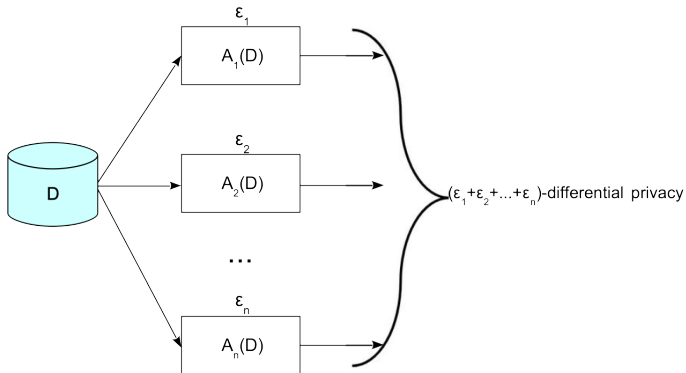 ε₁
A₁(D)
ε₂
A₂(D)
D
(ε₁+ε₂+...+εₙ)-differential privacy
...
εₙ
Aₙ(D)